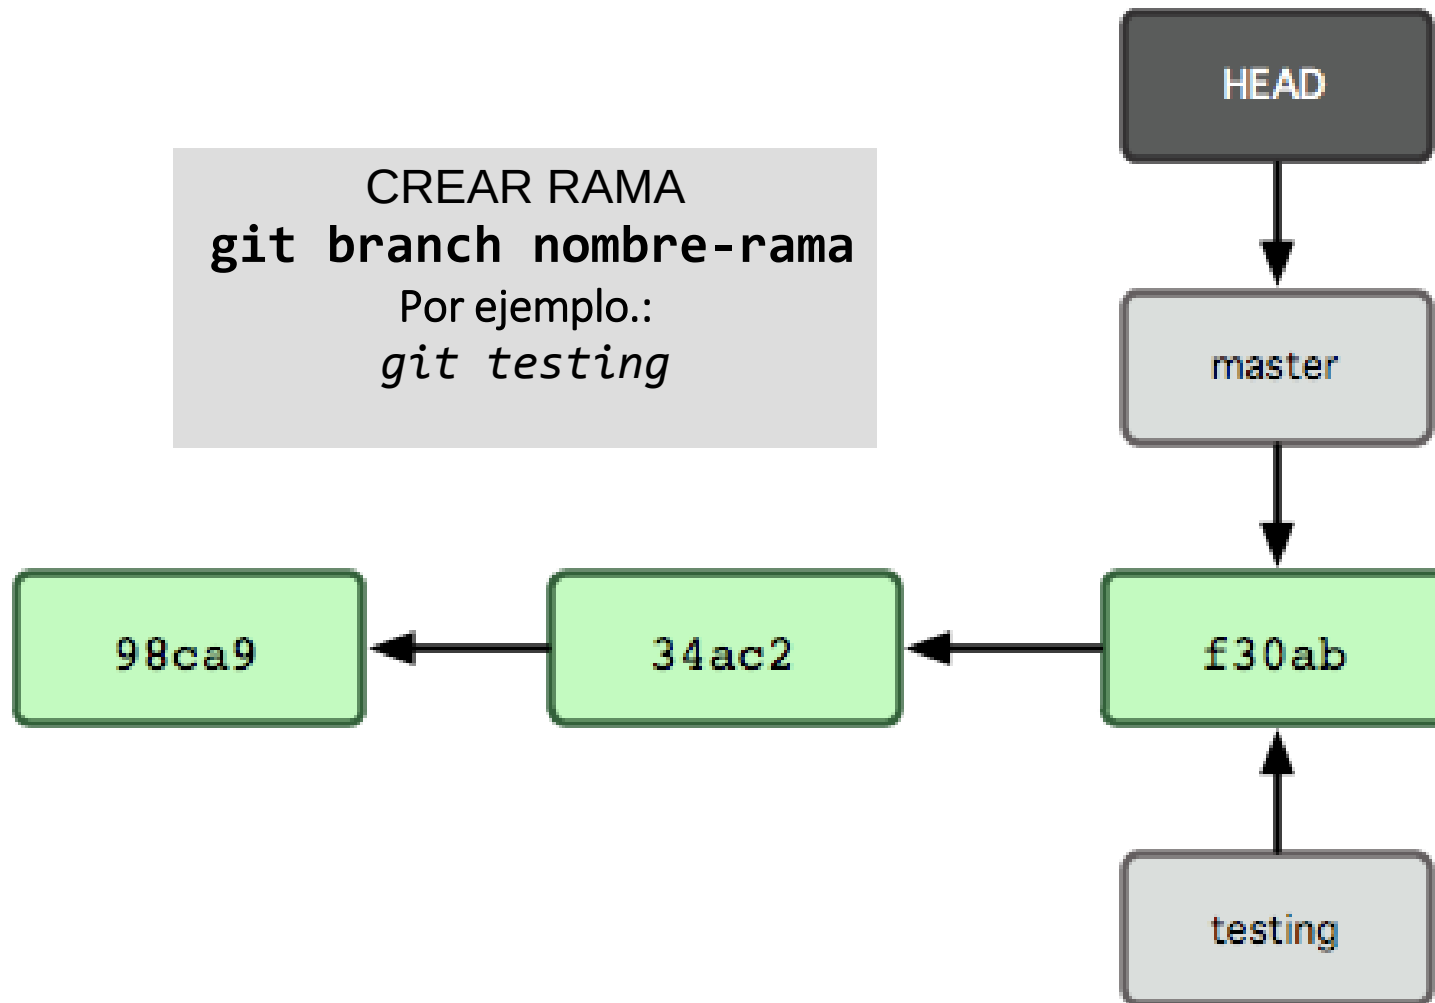 HEAD
CREAR RAMA
git branch nombre-rama
Por ejemplo.:
git testing
master
98ca9
34ac2
f30ab
testing